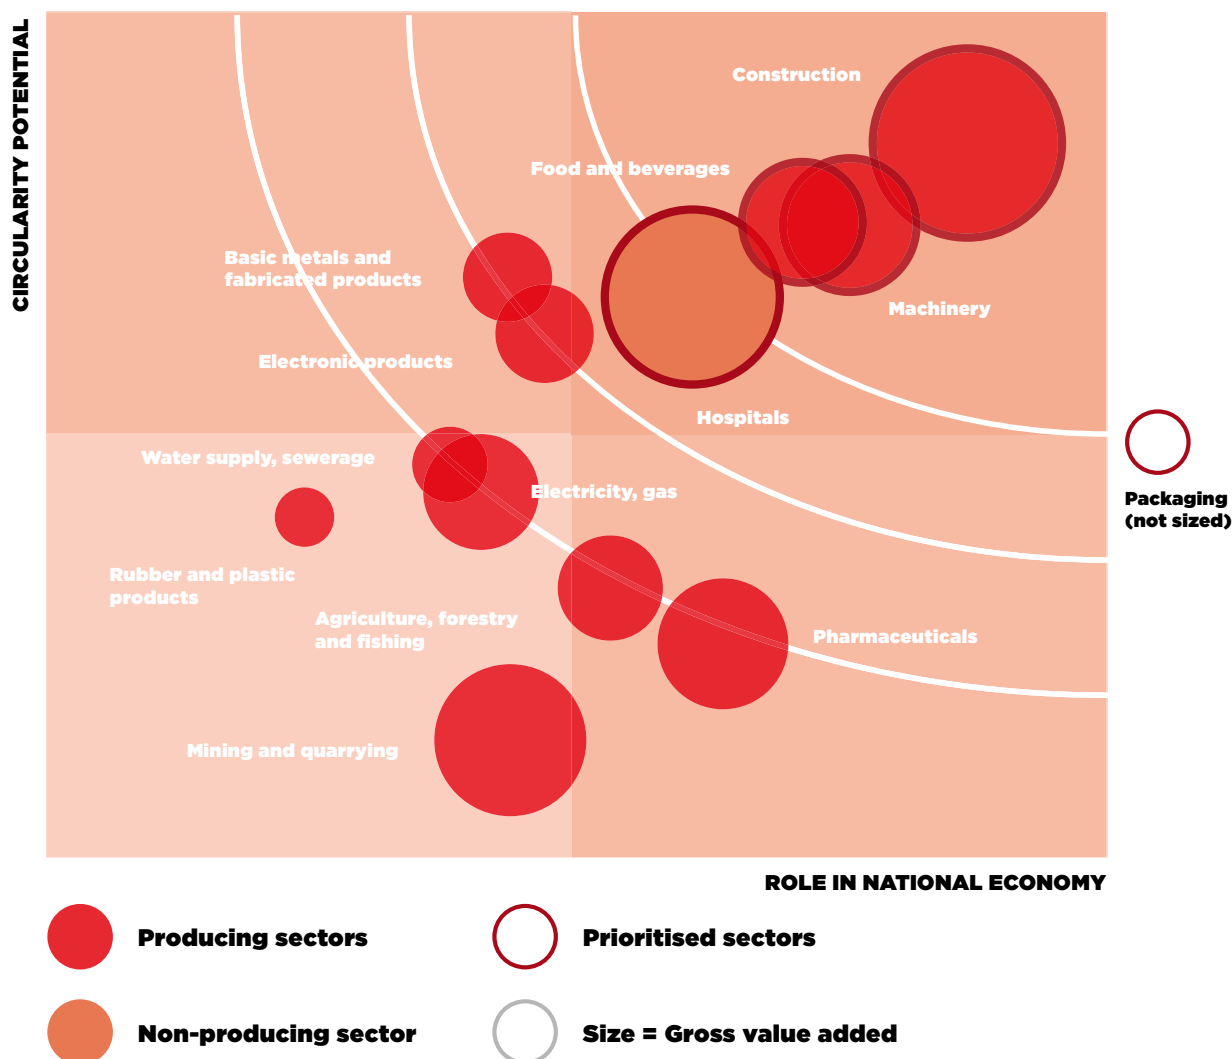 CIRCULARITY POTENTIAL
Construction
Food and beverages
Basic metals and
fabricated products
Machinery
Electronic products
Hospitals
Water supply, sewerage
Electricity, gas
Packaging
(not sized)
Rubber and plastic
products
Agriculture, forestry
and fishing
Pharmaceuticals
Mining and quarrying
ROLE IN NATIONAL ECONOMY
Producing sectors
Prioritised sectors
Non-producing sector
Size = Gross value added